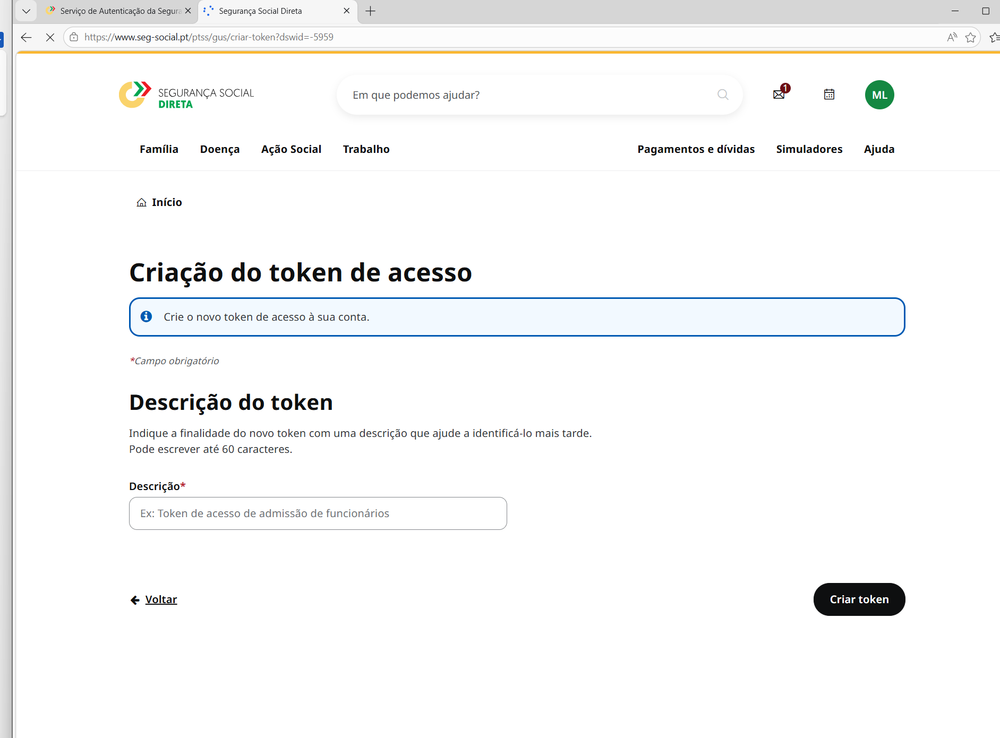 Serviço de Autenticação da Segura
Segurança Social Direta
https://www.seg-social.pt/ptss/gus/criar-token?dswid=-5959
SEGURANÇA SOCIAL
DIRETA
Em que podemos ajudar?
1
ML
Família
Doença
Ação Social
Trabalho
Pagamentos e dívidas
Simuladores
Ajuda
Início
Criação do token de acesso
Crie o novo token de acesso à sua conta.
*Campo obrigatório
Descrição do token
Indique a finalidade do novo token com uma descrição que ajude a identificá-lo mais tarde.
Pode escrever até 60 caracteres.
Descrição*
Ex: Token de acesso de admissão de funcionários
Voltar
Criar token